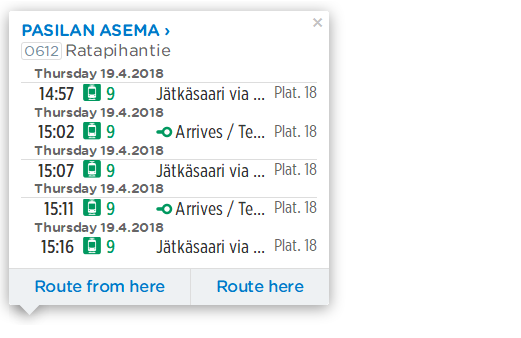 PASILAN ASEMA ›
0612 Ratapihantie
Thursday 19.4.2018
14:57 9 Jätkäsaari via ... Plat. 18
Thursday 19.4.2018
15:02 9 Arrives / Te... Plat. 18
Thursday 19.4.2018
15:07 9 Jätkäsaari via ... Plat. 18
Thursday 19.4.2018
15:11 9 Arrives / Te... Plat. 18
Thursday 19.4.2018
15:16 9 Jätkäsaari via ... Plat. 18
Route from here Route here